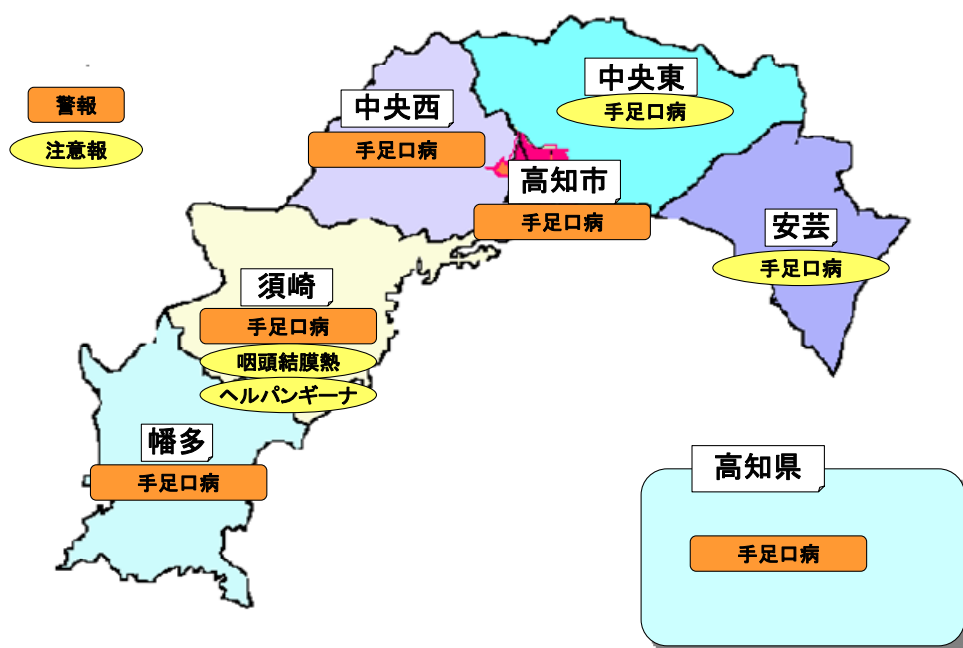 警報
注意報
中央西
手足口病
中央東
手足口病
高知市
手足口病
安芸
手足口病
須崎
手足口病
咽頭結膜熱
ヘルパンギーナ
幡多
手足口病
高知県
手足口病